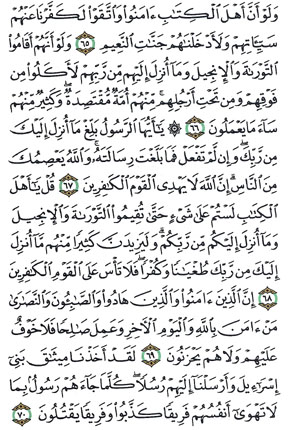 وَلَوْ أَنَّ أَهْلَ ٱلْكِتَٰبِ ءَامَنُوا۟ وَٱتَّقَوْا۟ لَكَفَّرْنَا عَنْهُمْ
سَيِّـَٔاتِهِمْ وَلَأَدْخَلْنَٰهُمْ جَنَّٰتِ ٱلنَّعِيمِ ٦٥ وَلَوْ أَنَّهُمْ أَقَامُوا۟
ٱلتَّوْرَىٰةَ وَٱلْإِنجِيلَ وَمَآ أُنزِلَ إِلَيْهِم مِّن رَّبِّهِمْ لَأَكَلُوا۟ مِن
فَوْقِهِمْ وَمِن تَحْتِ أَرْجُلِهِم مِّنْهُمْ أُمَّةٌ مُّقْتَصِدَةٌ وَكَثِيرٌ مِّنْهُمْ
سَآءَ مَا يَعْمَلُونَ ٦٦ ۞ يَٰٓأَيُّهَا ٱلرَّسُولُ بَلِّغْ مَآ أُنزِلَ إِلَيْكَ
مِن رَّبِّكَ وَإِن لَّمْ تَفْعَلْ فَمَا بَلَّغْتَ رِسَالَتَهُۥ وَٱللَّهُ يَعْصِمُكَ
مِنَ ٱلنَّاسِ إِنَّ ٱللَّهَ لَا يَهْدِى ٱلْقَوْمَ ٱلْكَٰفِرِينَ ٦٧ قُلْ يَٰٓأَهْلَ
ٱلْكِتَٰبِ لَسْتُمْ عَلَىٰ شَىْءٍ حَتَّىٰ تُقِيمُوا۟ ٱلتَّوْرَىٰةَ وَٱلْإِنجِيلَ
وَمَآ أُنزِلَ إِلَيْكُم مِّن رَّبِّكُمْ وَلَيَزِيدَنَّ كَثِيرًا مِّنْهُم مَّآ أُنزِلَ
إِلَيْكَ مِن رَّبِّكَ طُغْيَٰنًا وَكُفْرًا فَلَا تَأْسَ عَلَى ٱلْقَوْمِ ٱلْكَٰفِرِينَ
٦٨ إِنَّ ٱلَّذِينَ ءَامَنُوا۟ وَٱلَّذِينَ هَادُوا۟ وَٱلصَّٰبِـُٔونَ وَٱلنَّصَٰرَىٰ
مَنْ ءَامَنَ بِٱللَّهِ وَٱلْيَوْمِ ٱلْءَاخِرِ وَعَمِلَ صَٰلِحًا فَلَا خَوْفٌ
عَلَيْهِمْ وَلَا هُمْ يَحْزَنُونَ ٦٩ لَقَدْ أَخَذْنَا مِيثَٰقَ بَنِىٓ
إِسْرَٰٓءِيلَ وَأَرْسَلْنَآ إِلَيْهِمْ رُسُلًا كُلَّمَا جَآءَهُمْ رَسُولٌۢ بِمَا
لَا تَهْوَىٰٓ أَنفُسُهُمْ فَرِيقًا كَذَّبُوا۟ وَفَرِيقًا يَقْتُلُونَ ٧٠